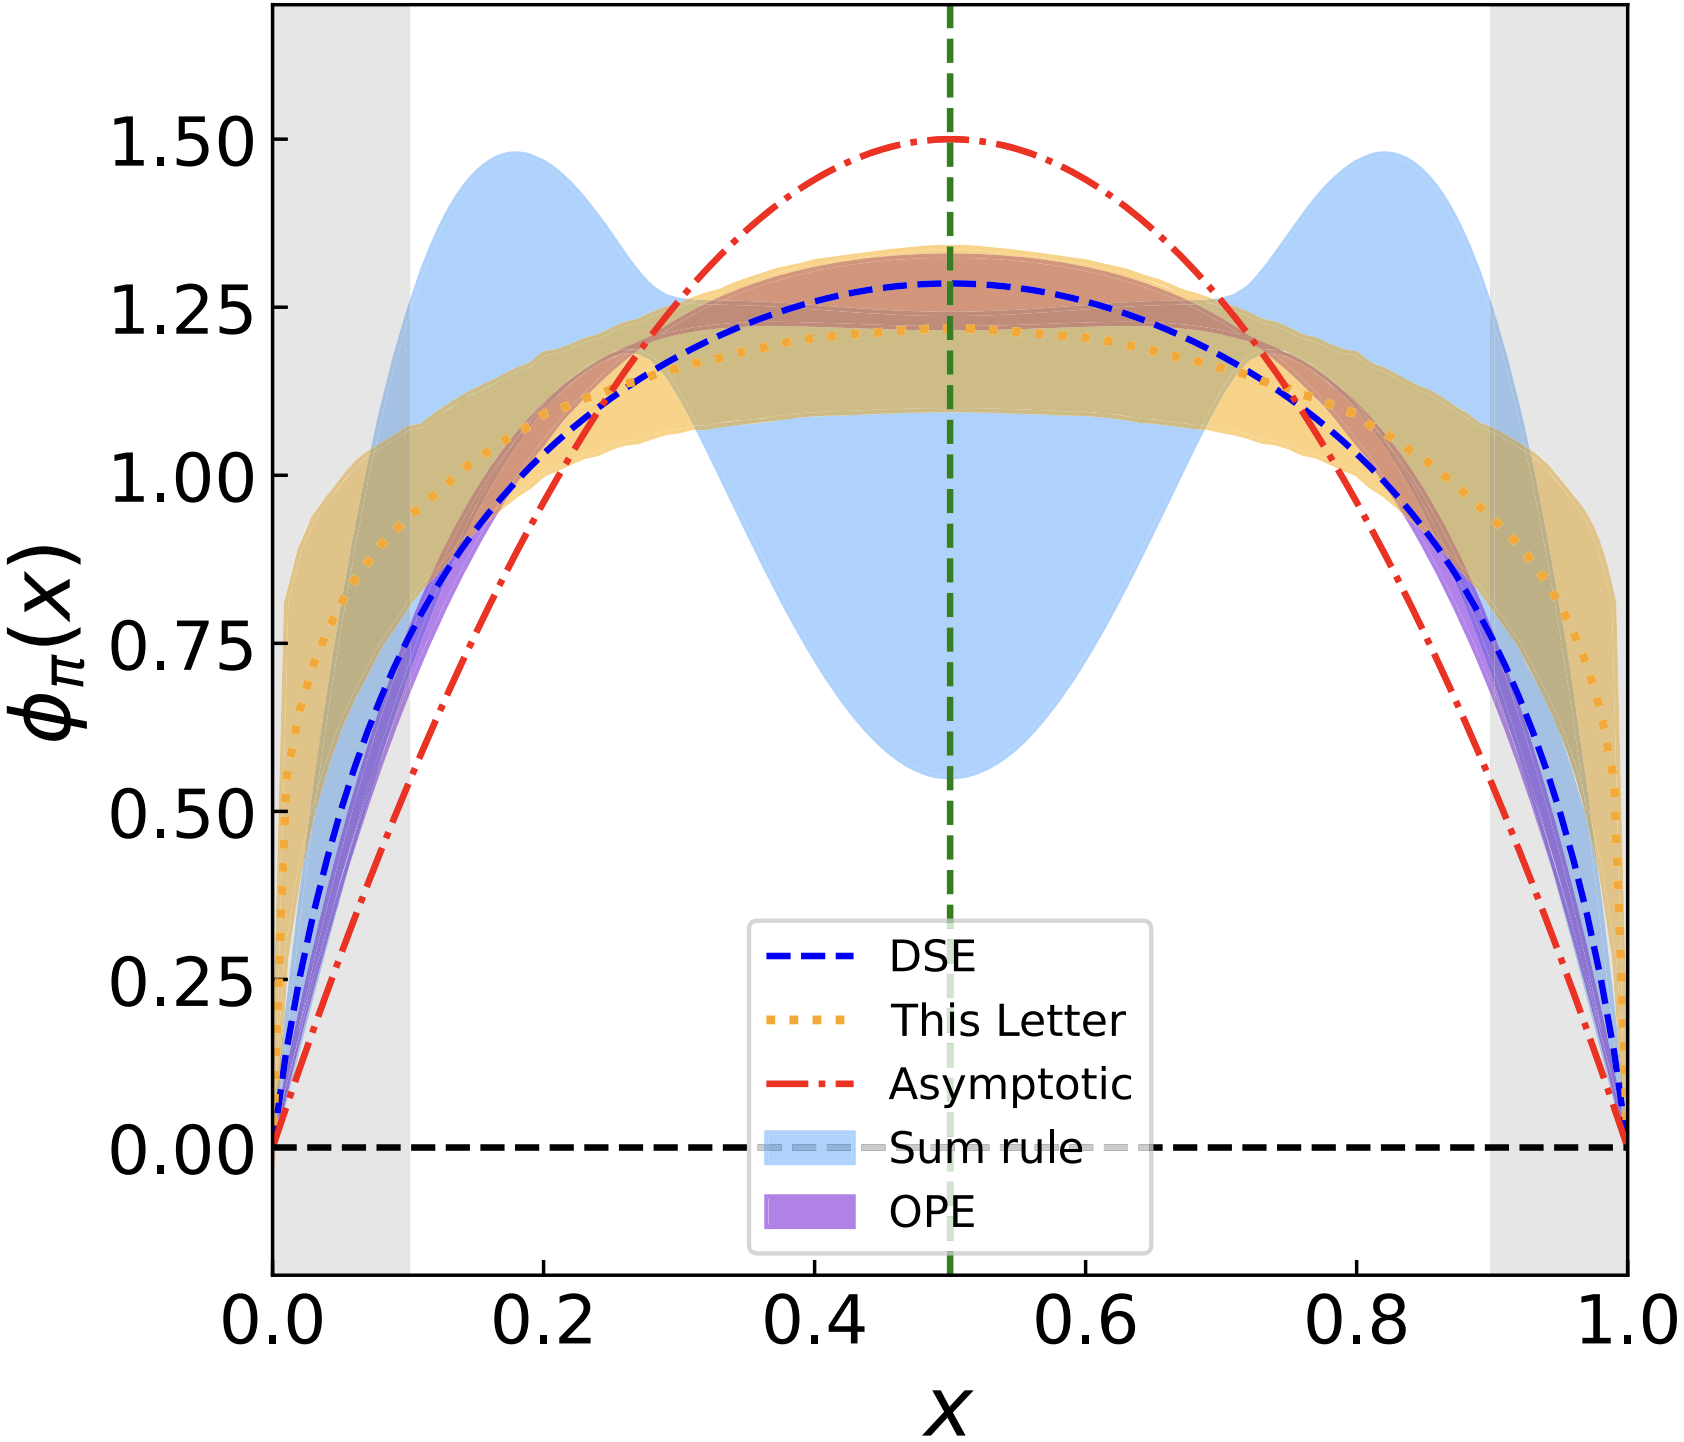 ϕπ(x)
1.50
1.25
1.00
0.75
0.50
0.25
0.00
DSE
This Letter
Asymptotic
Sum rule
OPE
0.0 0.2 0.4 0.6 0.8 1.0
x